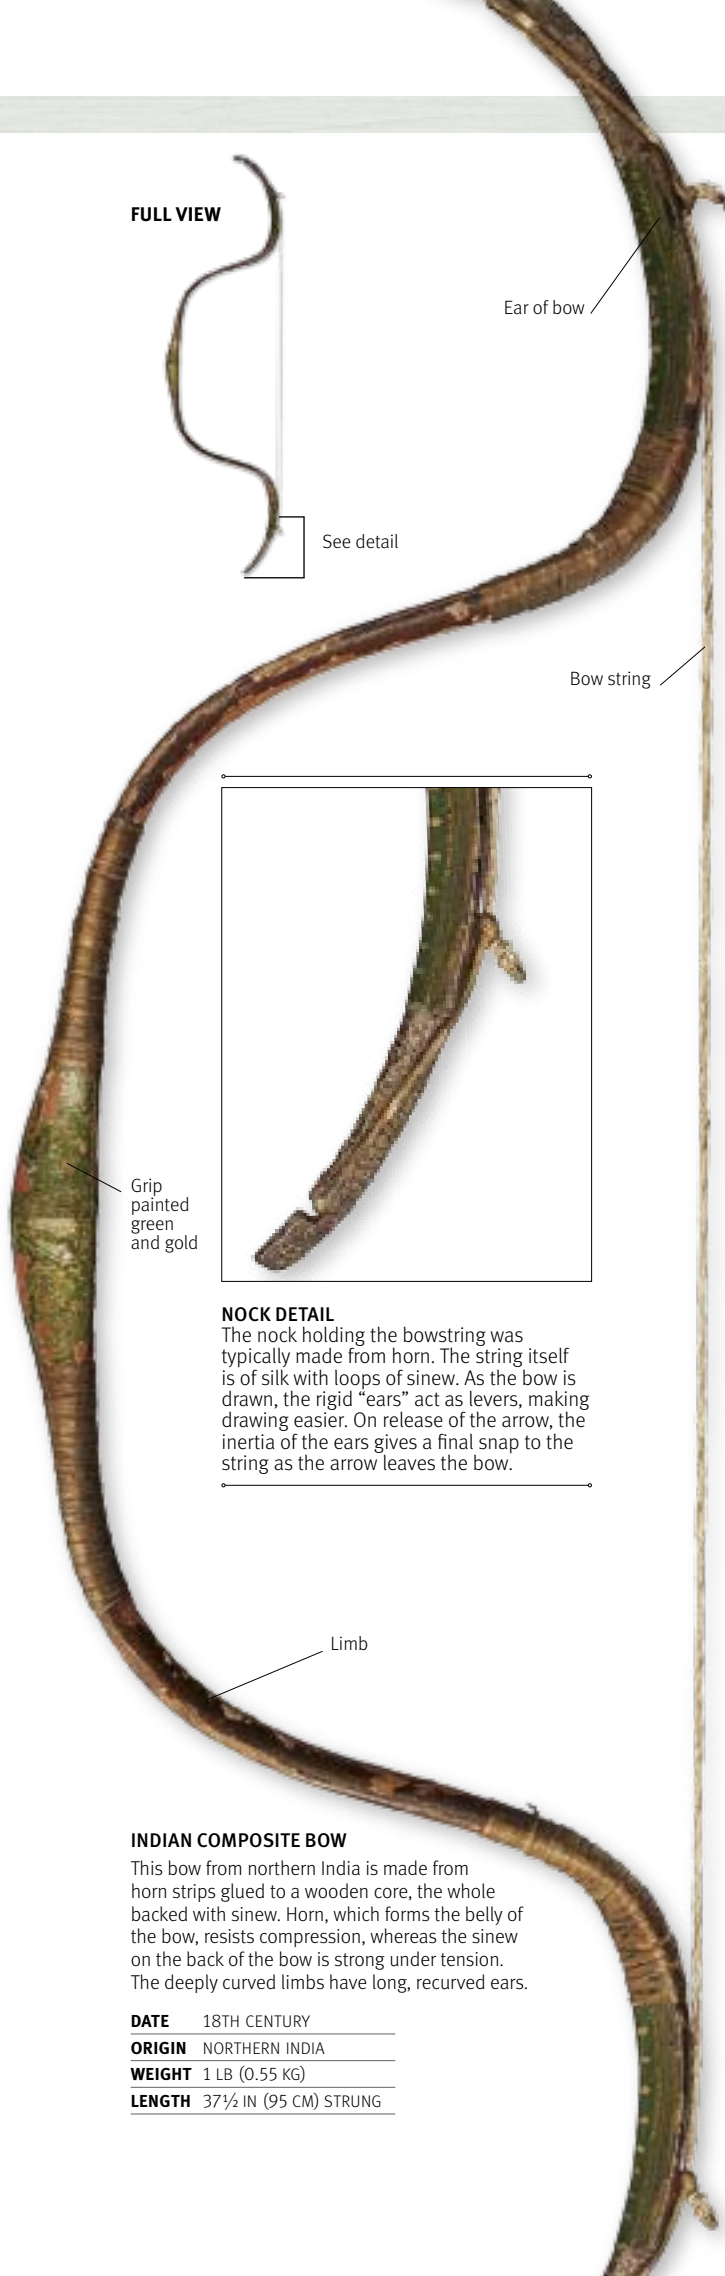 FULL VIEW
Ear of bow
See detail
Bow string
Grip
painted
green
and gold
NOCK DETAIL
The nock holding the bowstring was
typically made from horn. The string itself
is of silk with loops of sinew. As the bow is
drawn, the rigid “ears” act as levers, making
drawing easier. On release of the arrow, the
inertia of the ears gives a final snap to the
string as the arrow leaves the bow.
Limb
INDIAN COMPOSITE BOW
This bow from northern India is made from
horn strips glued to a wooden core, the whole
backed with sinew. Horn, which forms the belly of
the bow, resists compression, whereas the sinew
on the back of the bow is strong under tension.
The deeply curved limbs have long, recurved ears.
DATE 18TH CENTURY
ORIGIN NORTHERN INDIA
WEIGHT 1 LB (0.55 KG)
LENGTH 37½ IN (95 CM) STRUNG